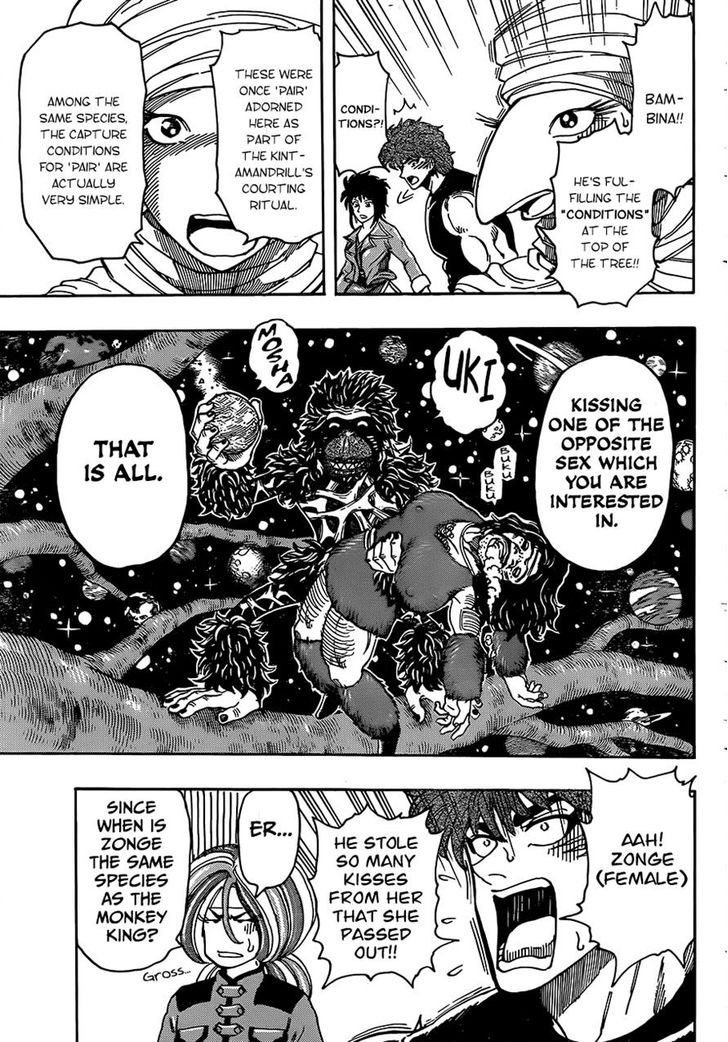 BAM-
BINA!!
HE'S FUL-
FILLING THE
"CONDITIONS"
AT THE
TOP OF
THE TREE!!
CONDI-
TIONS?!
THESE WERE
ONCE 'PAIR'
ADORNED
HERE AS
PART OF
THE KINT-
AMANDRILL'S
COURTING
RITUAL.
AMONG THE
SAME SPECIES,
THE CAPTURE
CONDITIONS
FOR 'PAIR' ARE
ACTUALLY
VERY SIMPLE.
KISSING
ONE OF THE
OPPOSITE
SEX WHICH
YOU ARE
INTERESTED
IN.
UKI
BUKU
BUKU
MOSHA
THAT
IS ALL.
AAH!
ZONGE
(FEMALE)
HE STOLE
SO MANY
KISSES
FROM HER
THAT SHE
PASSED
OUT!!
ER...
SINCE
WHEN IS
ZONGE
THE SAME
SPECIES
AS THE
MONKEY
KING?
GROSS...